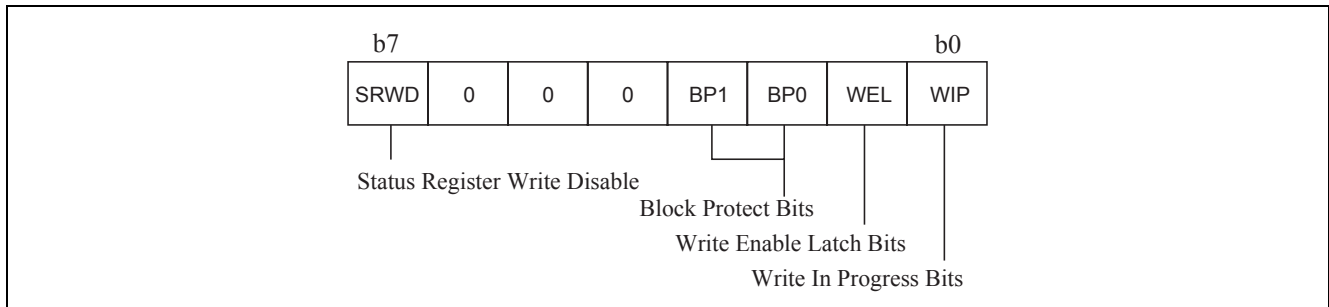 b7 b0
SRWD 0 0 0 BP1 BP0 WEL WIP
Status Register Write Disable
Block Protect Bits
Write Enable Latch Bits
Write In Progress Bits